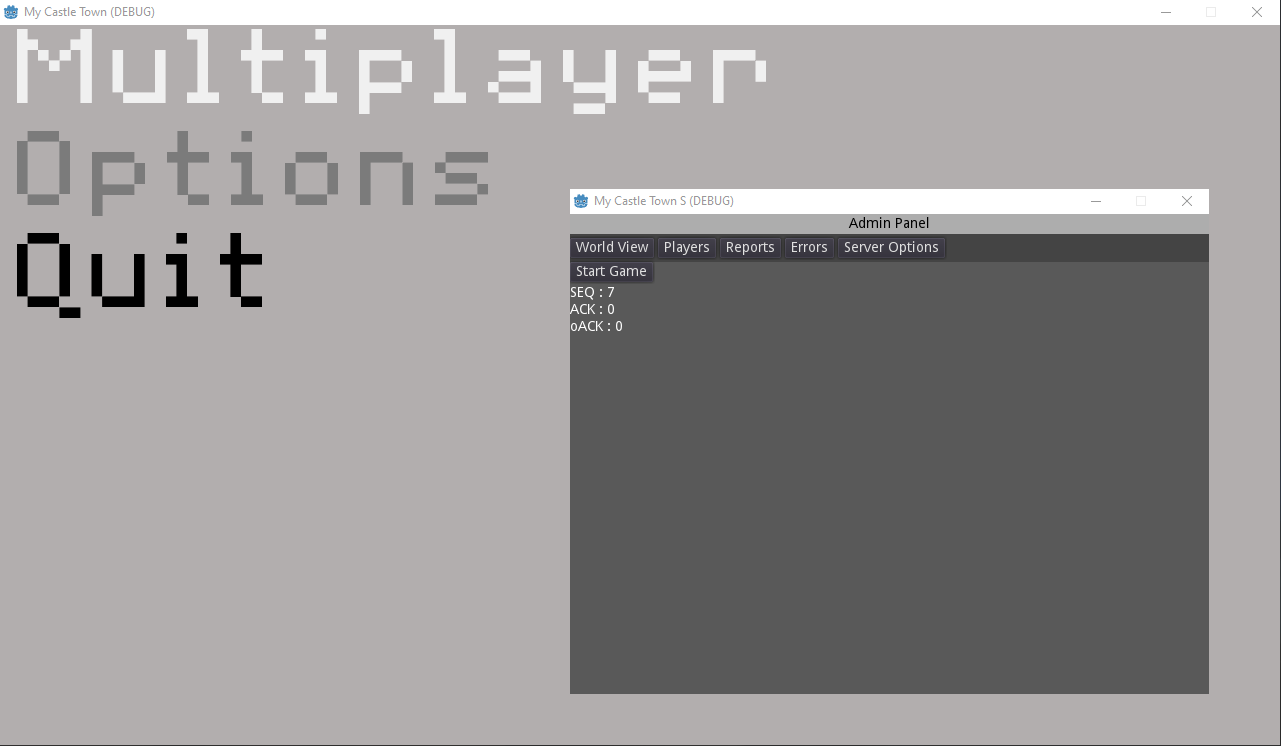 My Castle Town (DEBUG)
Multiplayer
Options
Quit
My Castle Town S (DEBUG)
Admin Panel
World View Players Reports Errors Server Options
Start Game
SEQ : 7
ACK : 0
oACK : 0